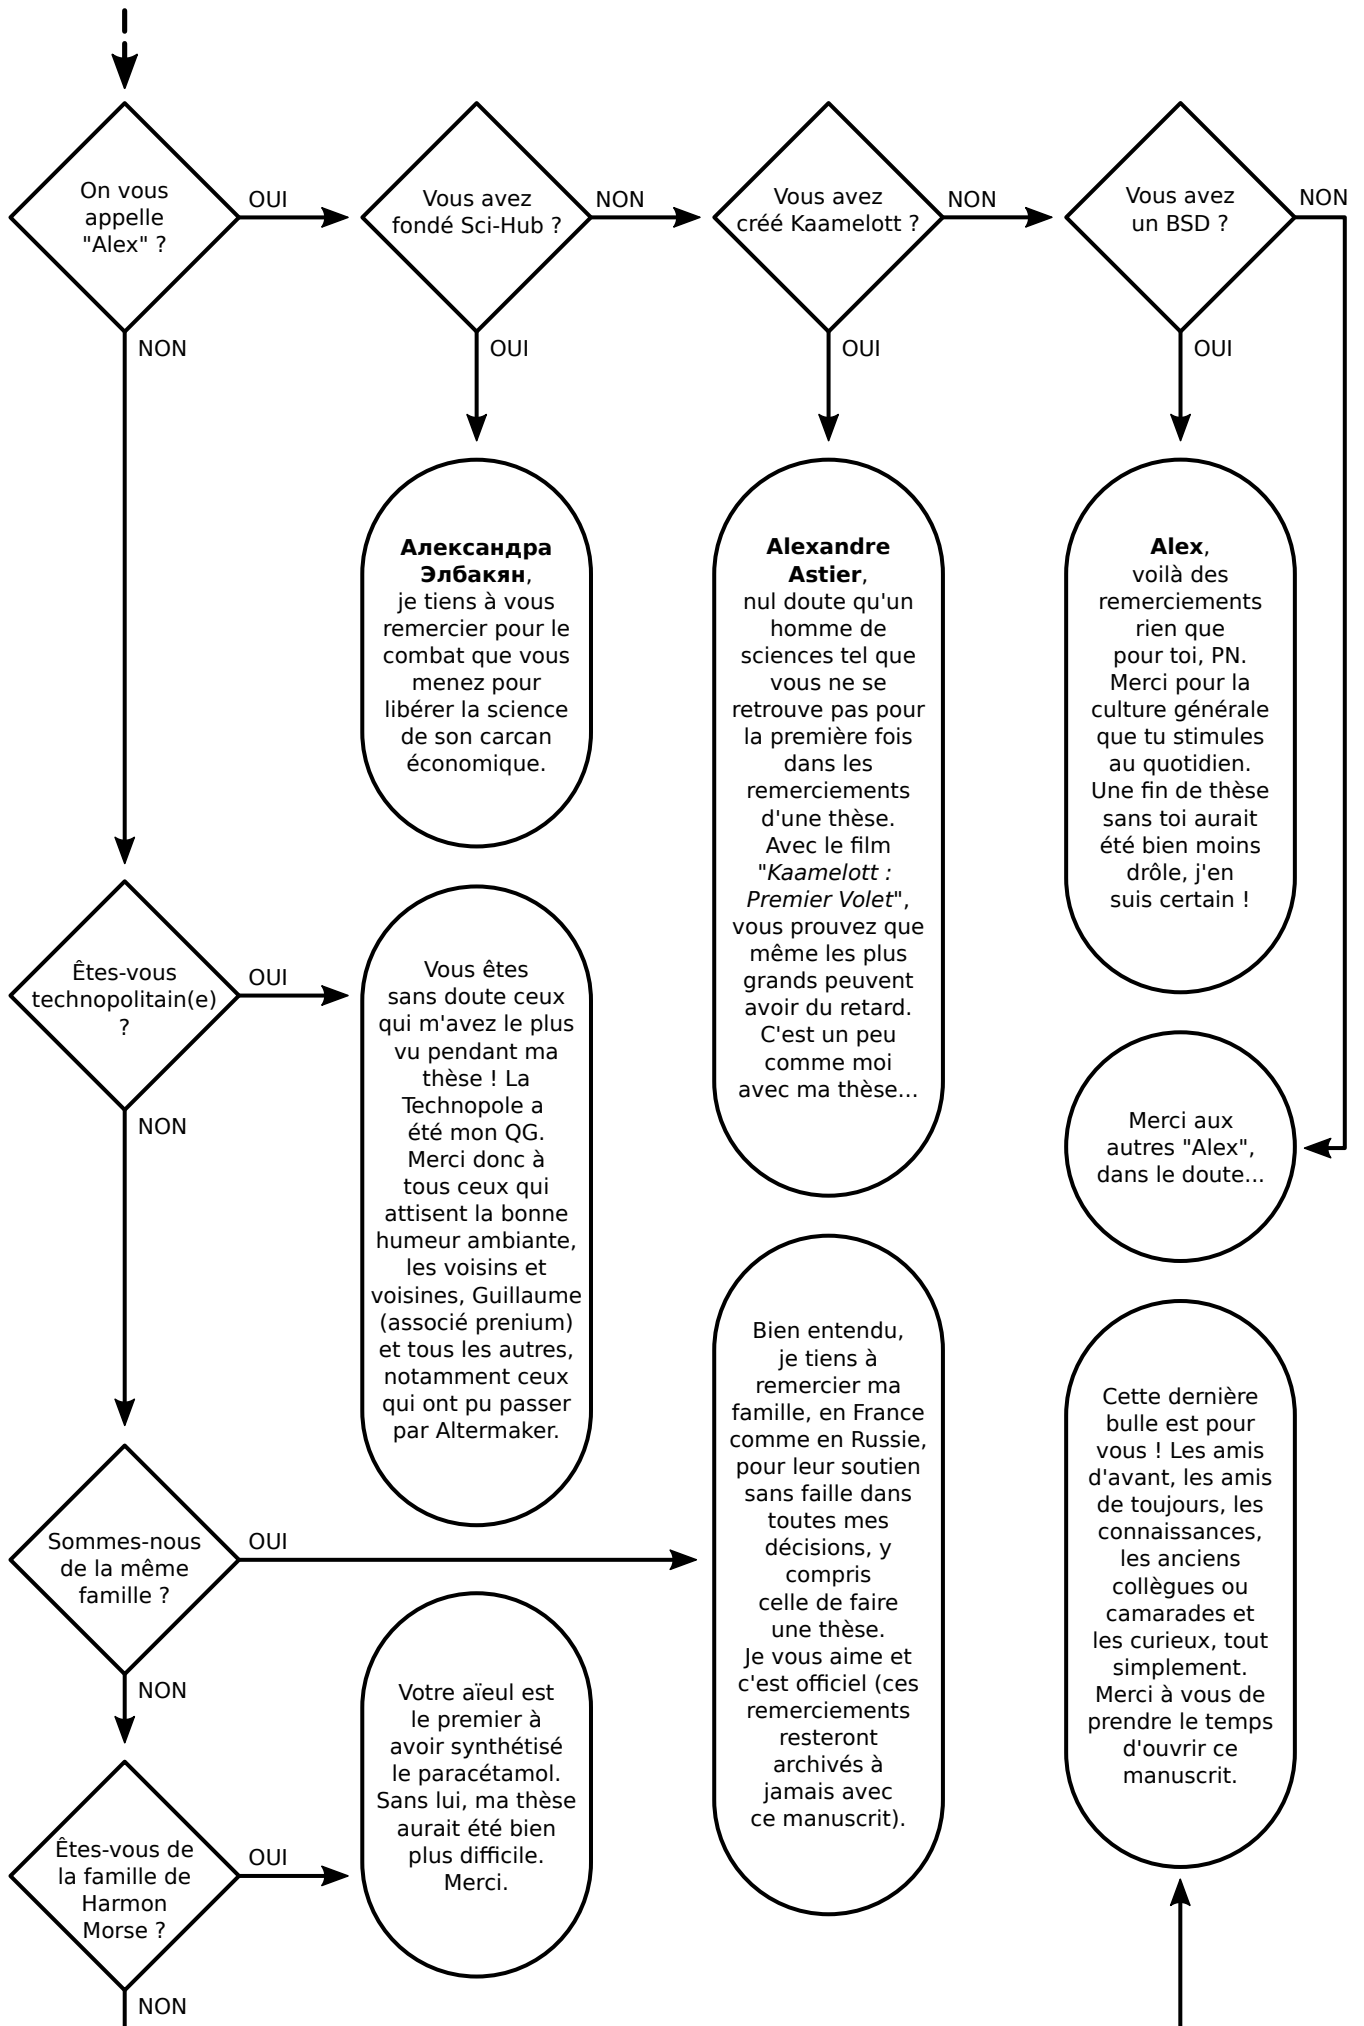 On vous
appelle
"Alex" ?
OUI
NON
Vous avez
fondé Sci-Hub ?
NON
OUI
Vous avez
créé Kaamelott ?
NON
OUI
Vous avez
un BSD ?
NON
OUI
Александра
Элбакян,
je tiens à vous
remercier pour le
combat que vous
menez pour
libérer la science
de son carcan
économique.
Alexandre
Astier,
nul doute qu'un
homme de
sciences tel que
vous ne se
retrouve pas pour
la première fois
dans les
remerciements
d'une thèse.
Avec le film
"Kaamelott :
Premier Volet",
vous prouvez que
même les plus
grands peuvent
avoir du retard.
C'est un peu
comme moi
avec ma thèse...
Alex,
voilà des
remerciements
rien que
pour toi, PN.
Merci pour la
culture générale
que tu stimules
au quotidien.
Une fin de thèse
sans toi aurait
été bien moins
drôle, j'en
suis certain !
Merci aux
autres "Alex",
dans le doute...
Êtes-vous
technopolitain(e)
?
OUI
NON
Vous êtes
sans doute ceux
qui m'avez le plus
vu pendant ma
thèse ! La
Technopole a
été mon QG.
Merci donc à
tous ceux qui
attisent la bonne
humeur ambiante,
les voisins et
voisines, Guillaume
(associé prenium)
et tous les autres,
notamment ceux
qui ont pu passer
par Altermaker.
Sommes-nous
de la même
famille ?
OUI
NON
Bien entendu,
je tiens à
remercier ma
famille, en France
comme en Russie,
pour leur soutien
sans faille dans
toutes mes
décisions, y
compris
celle de faire
une thèse.
Je vous aime et
c'est officiel (ces
remerciements
resteront
archivés à
jamais avec
ce manuscrit).
Êtes-vous de
la famille de
Harmon
Morse ?
OUI
NON
Votre aïeul est
le premier à
avoir synthétisé
le paracétamol.
Sans lui, ma thèse
aurait été bien
plus difficile.
Merci.
Cette dernière
bulle est pour
vous ! Les amis
d'avant, les amis
de toujours, les
connaissances,
les anciens
collègues ou
camarades et
les curieux, tout
simplement.
Merci à vous de
prendre le temps
d'ouvrir ce
manuscrit.